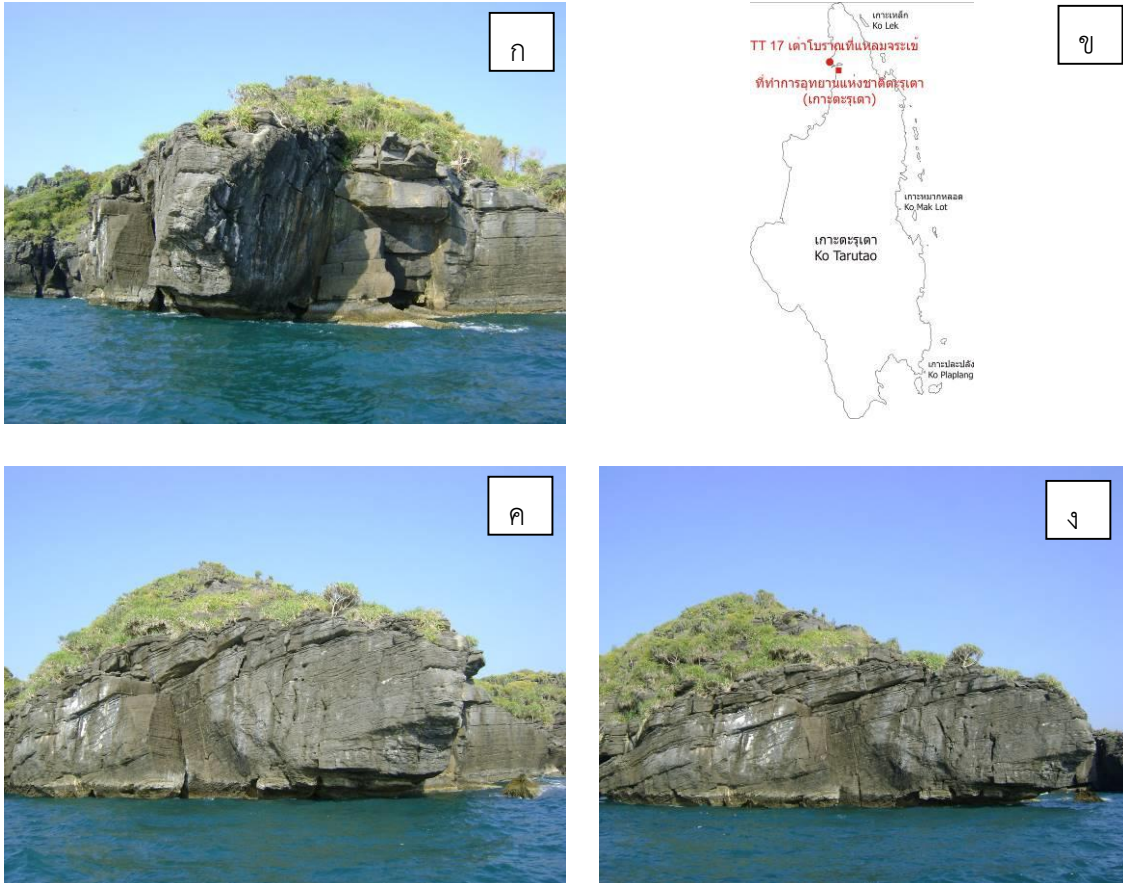 ก
เกาะเหล็ก
Ko Lek
ข
TT 17 เต่าโบราณที่แหลมจระเข้
ที่ทำการอุทยานแห่งชาติตะรุเตา
(เกาะตะรุเตา)
เกาะหมากหลอด
Ko Mak Lot
เกาะตะรุเตา
Ko Tarutao
เกาะปละปลัง
Ko Plaplang
ค
ง